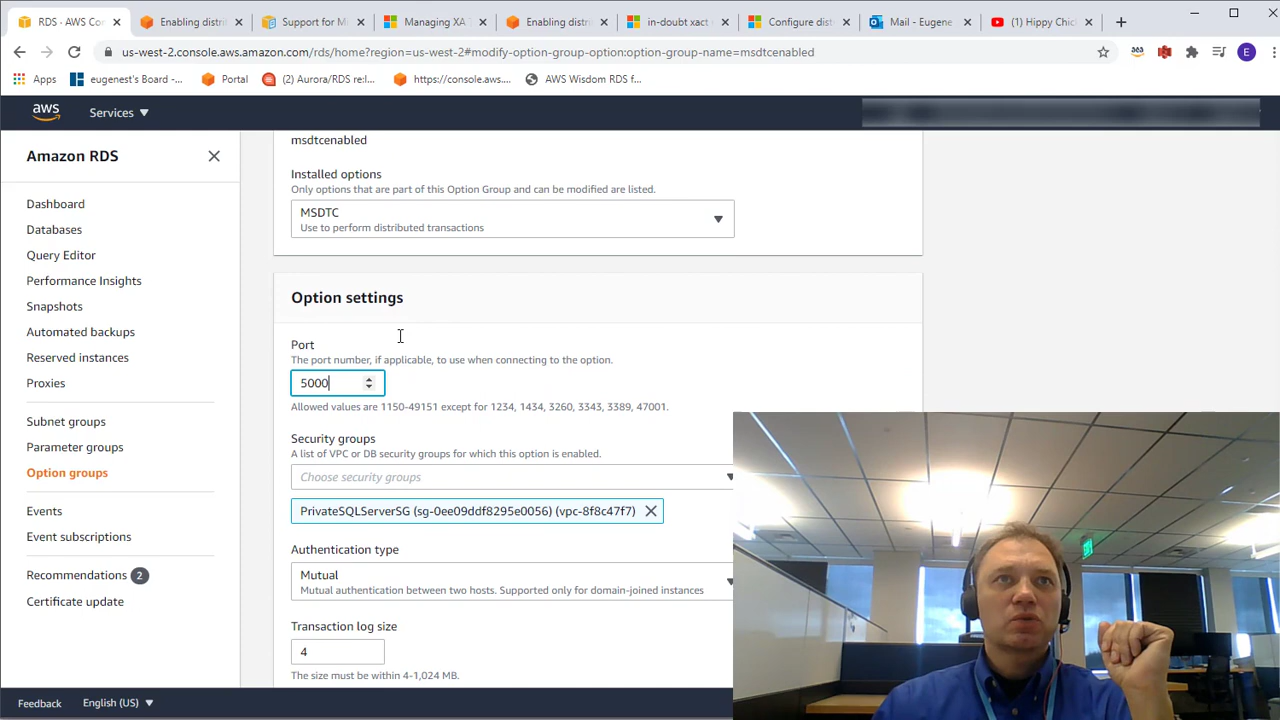 RDS - AWS Co
Enabling distri
Support for Mi
Managing XA T
Enabling distri
in-doubt xact r
Configure dist
Mail - Eugene
(1) Hippy Chic
us-west-2.console.aws.amazon.com/rds/home?region=us-west-2#modify-option-group-option:option-group-name=msdtcenabled
E
Apps
eugenest's Board -...
Portal
(2) Aurora/RDS re:I...
https://console.aws....
AWS Wisdom RDS f...
aws
Services
Amazon RDS
Dashboard
Databases
Query Editor
Performance Insights
Snapshots
Automated backups
Reserved instances
Proxies
Subnet groups
Parameter groups
Option groups
Events
Event subscriptions
Recommendations 2
Certificate update
msdtcenabled
Installed options
Only options that are part of this Option Group and can be modified are listed.
MSDTC
Use to perform distributed transactions
Option settings
Port
The port number, if applicable, to use when connecting to the option.
5000
Allowed values are 1150-49151 except for 1234, 1434, 3260, 3343, 3389, 47001.
Security groups
A list of VPC or DB security groups for which this option is enabled.
Choose security groups
PrivateSQLServerSG (sg-0ee09ddf8295e0056) (vpc-8f8c47f7)
Authentication type
Mutual
Mutual authentication between two hosts. Supported only for domain-joined instances
Transaction log size
4
The size must be within 4-1,024 MB.
Feedback
English (US)